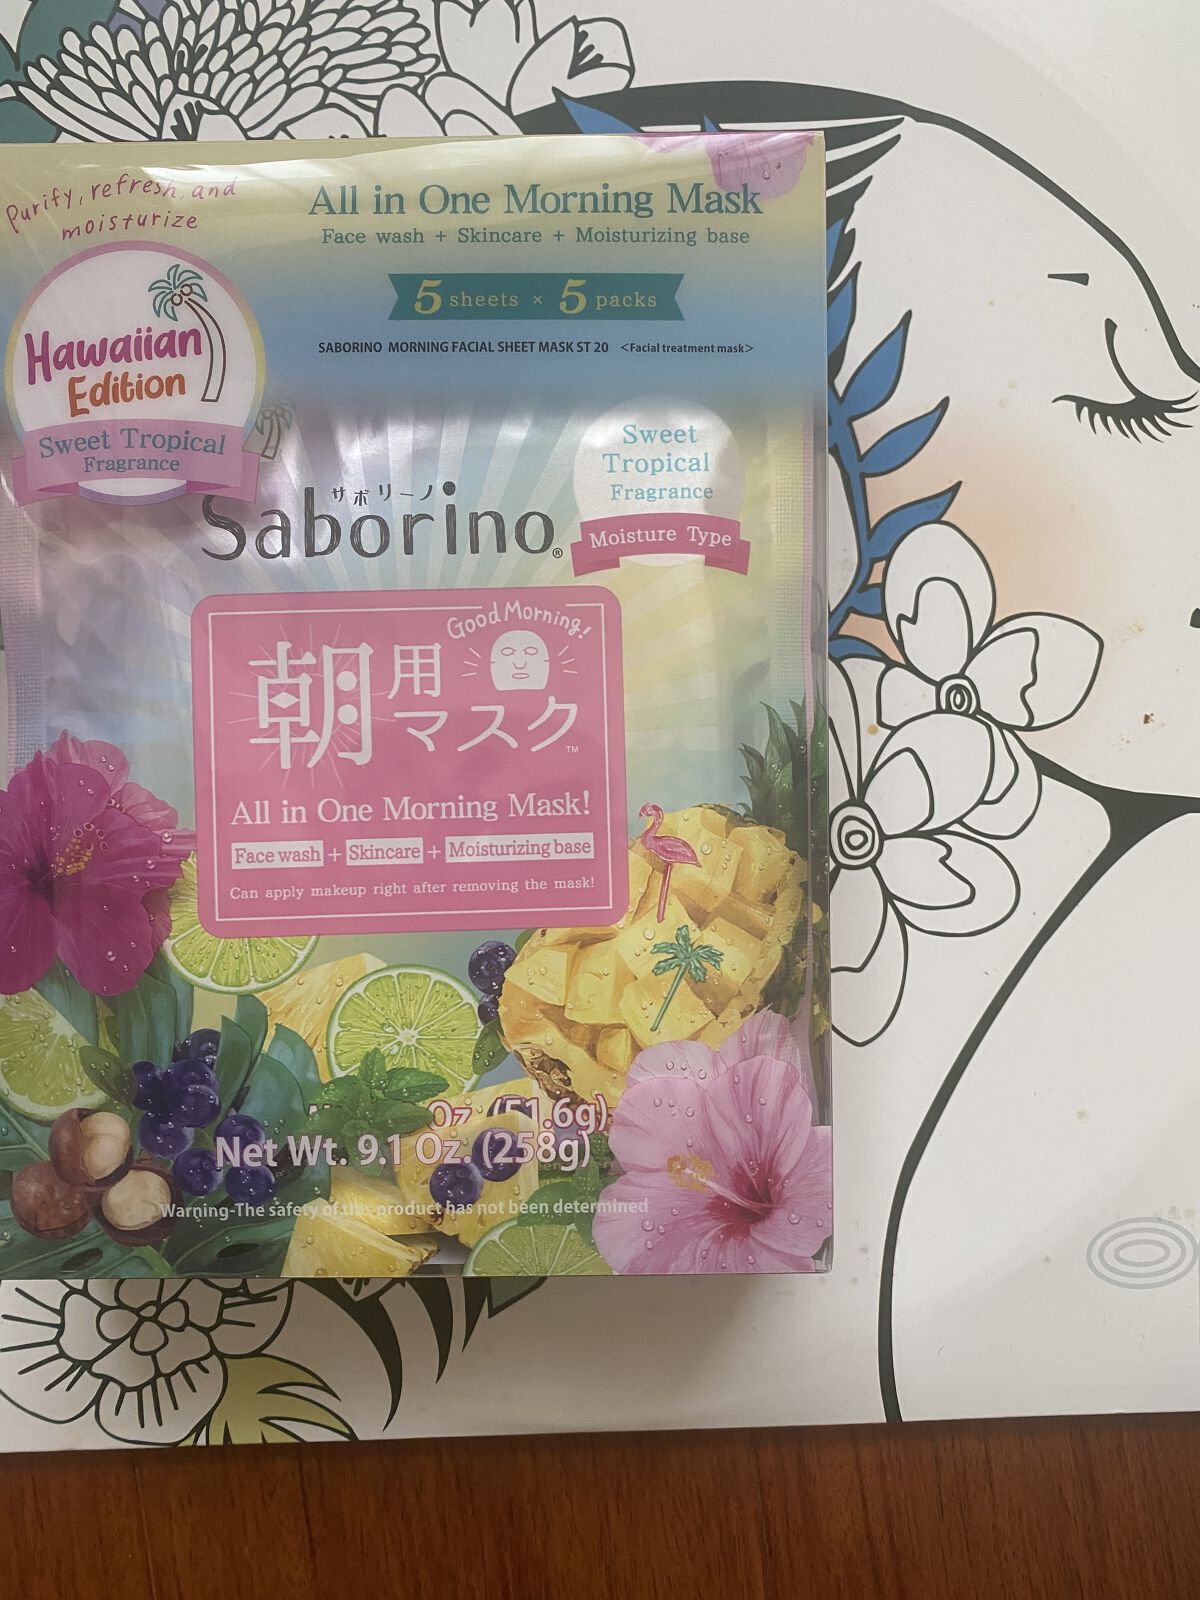 Purify, refresh, and
moisturize
Hawaiian
Edition
Sweet Tropical
Fragrance
All in One Morning Mask
Face wash + Skincare + Moisturizing base
5 sheets × 5 packs
SABORINO MORNING FACIAL SHEET MASK ST 20 <Facial treatment mask>
Sweet
Tropical
Fragrance
Moisture Type
サボリーノ
Saborino®
Good Morning!
朝用
マスク™
All in One Morning Mask!
Face wash + Skincare + Moisturizing base
Can apply makeup right after removing the mask!
Oz. (51.6g)
Net Wt. 9.1 Oz. (258g)
Warning-The safety of this product has not been determined